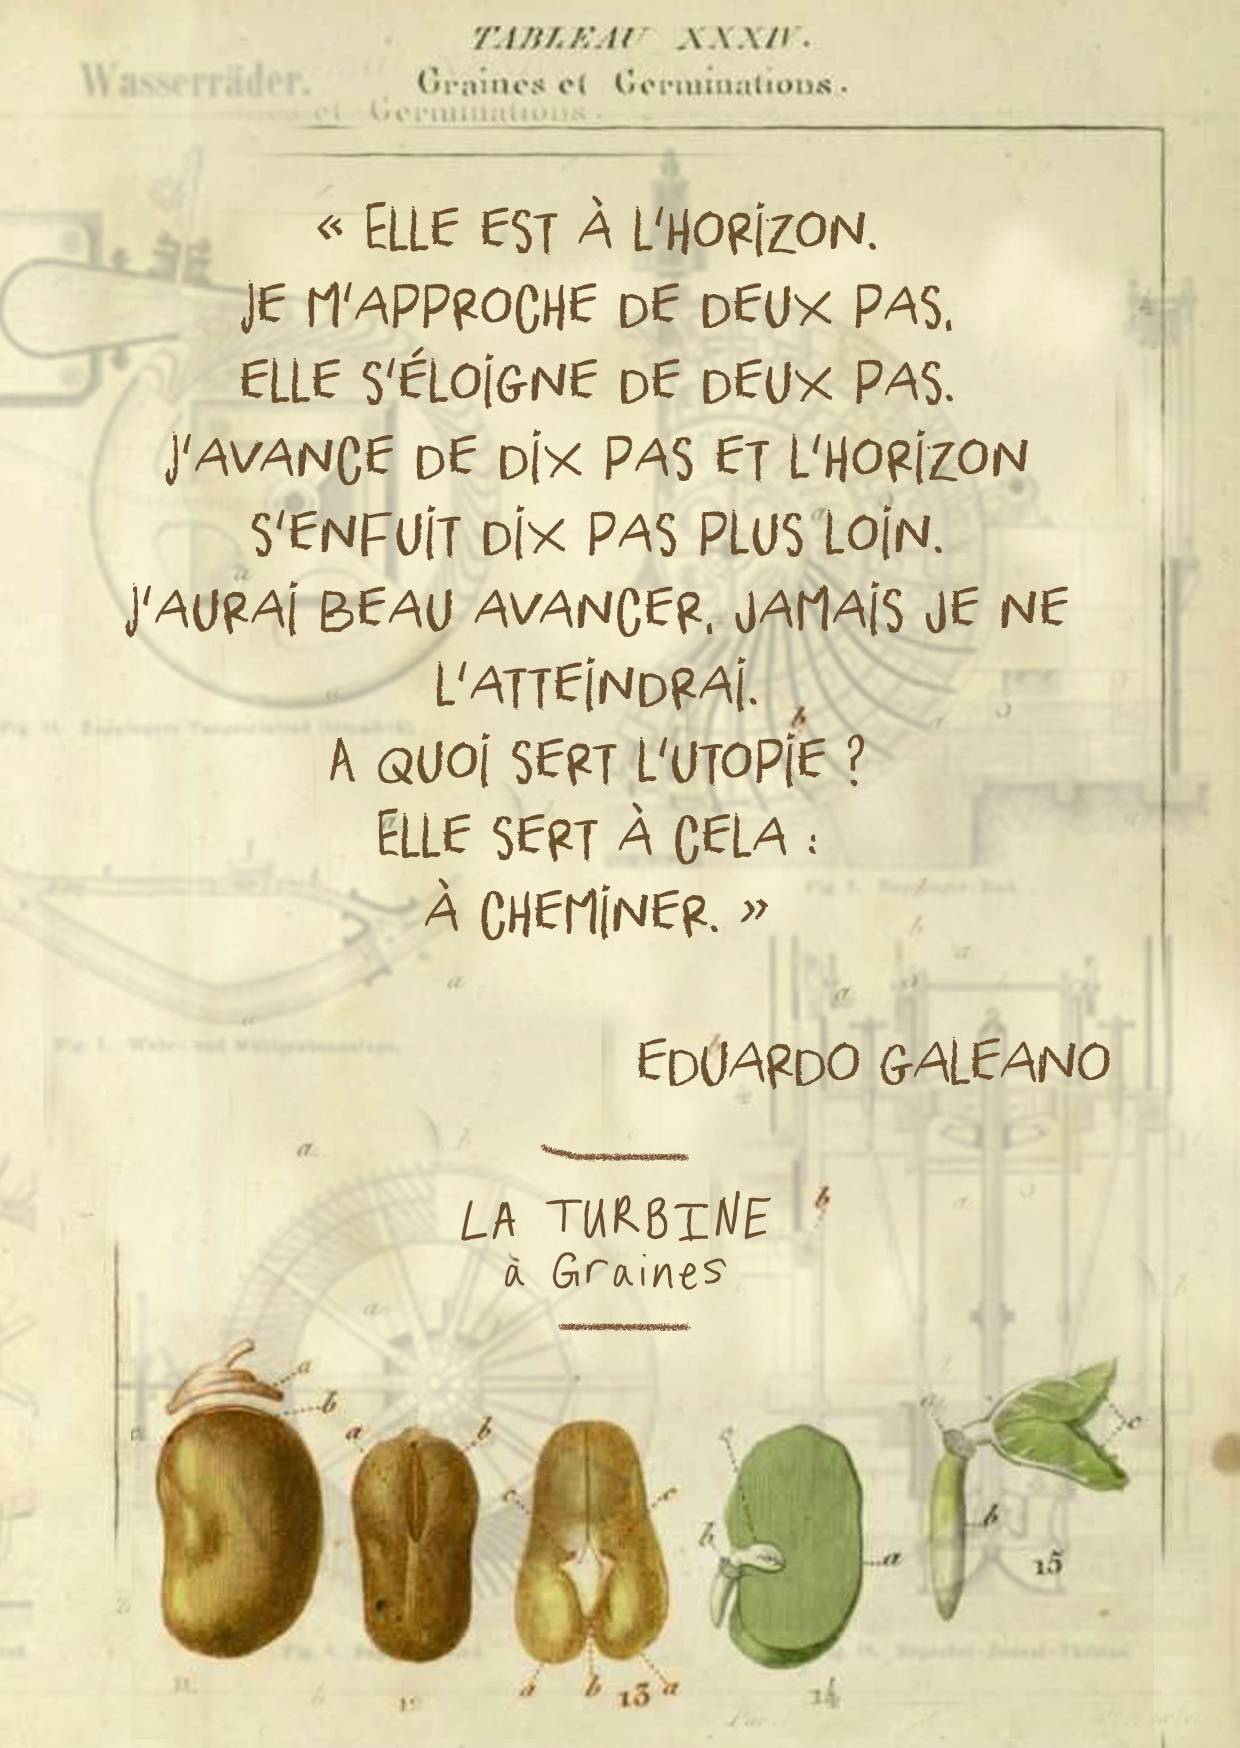 TABLEAU XXXIV.
Wasserräder.
Graines et Germinations.
et Germinations.
« ELLE EST À L'HORIZON.
JE M'APPROCHE DE DEUX PAS,
ELLE S'ÉLOIGNE DE DEUX PAS.
J'AVANCE DE DIX PAS ET L'HORIZON
S'ENFUIT DIX PAS PLUS LOIN.
J'AURAI BEAU AVANCER, JAMAIS JE NE
L'ATTEINDRAI.
A QUOI SERT L'UTOPIE ?
ELLE SERT À CELA :
À CHEMINER. »
EDUARDO GALEANO
LA TURBINE
à Graines
a
b
a b
c c
c
b
a
a
b
c
15
a b 13 a
14
12